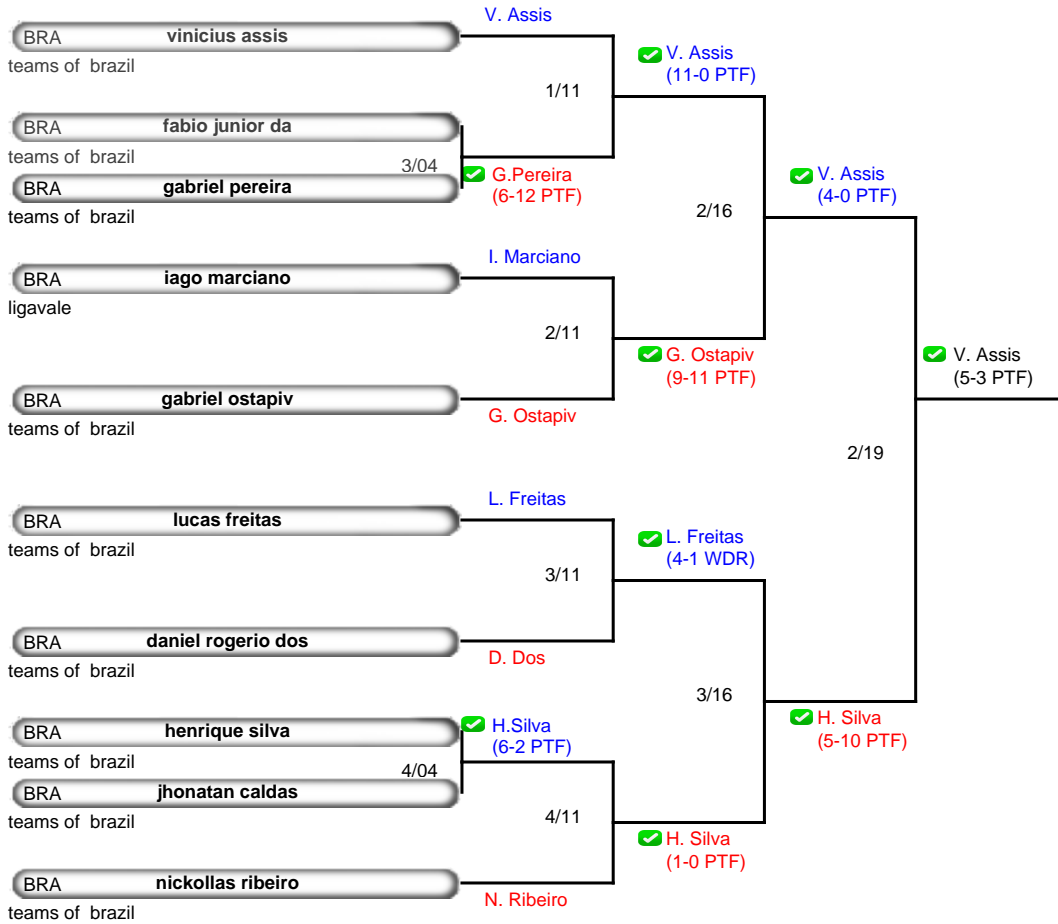 V. Assis
BRA vinicius assis
teams of brazil
V. Assis
(11-0 PTF)
1/11
BRA fabio junior da
teams of brazil
3/04
G.Pereira
(6-12 PTF)
BRA gabriel pereira
teams of brazil
V. Assis
(4-0 PTF)
2/16
I. Marciano
BRA iago marciano
ligavale
2/11
G. Ostapiv
(9-11 PTF)
BRA gabriel ostapiv
teams of brazil
G. Ostapiv
V. Assis
(5-3 PTF)
2/19
L. Freitas
BRA lucas freitas
teams of brazil
L. Freitas
(4-1 WDR)
3/11
BRA daniel rogerio dos
teams of brazil
D. Dos
3/16
H. Silva
(5-10 PTF)
BRA henrique silva
teams of brazil
H.Silva
(6-2 PTF)
4/04
BRA jhonatan caldas
teams of brazil
4/11
H. Silva
(1-0 PTF)
BRA nickollas ribeiro
teams of brazil
N. Ribeiro